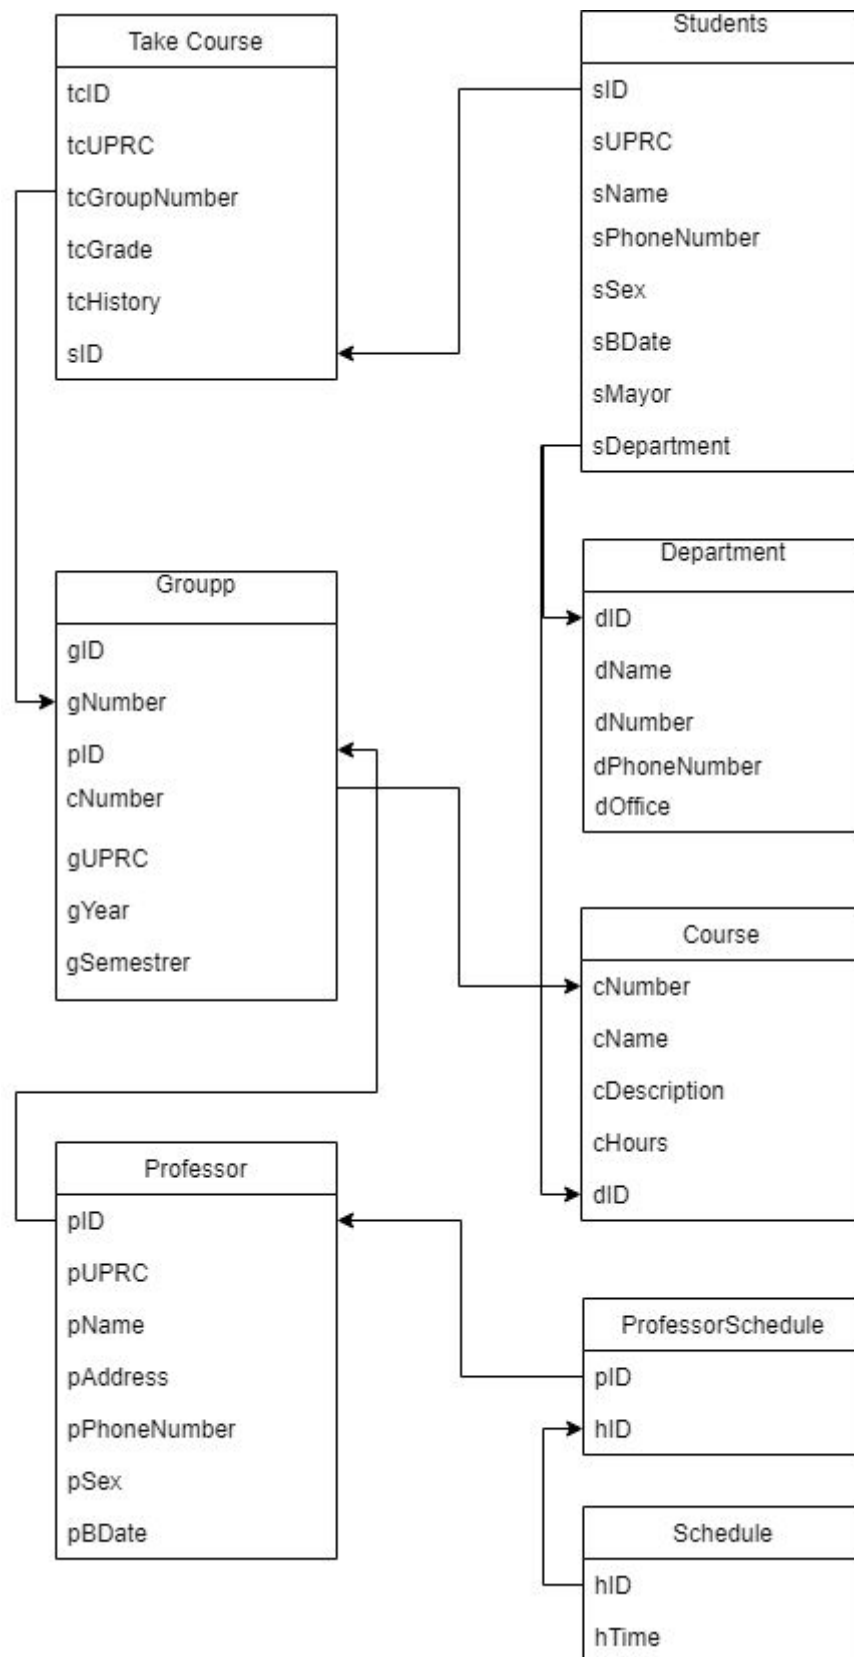 Take Course
tcID
tcUPRC
tcGroupNumber
tcGrade
tcHistory
sID
Students
sID
sUPRC
sName
sPhoneNumber
sSex
sBDate
sMayor
sDepartment
Department
dID
dName
dNumber
dPhoneNumber
dOffice
Groupp
gID
gNumber
pID
cNumber
gUPRC
gYear
gSemestrer
Course
cNumber
cName
cDescription
cHours
dID
Professor
pID
pUPRC
pName
pAddress
pPhoneNumber
pSex
pBDate
ProfessorSchedule
pID
hID
Schedule
hID
hTime